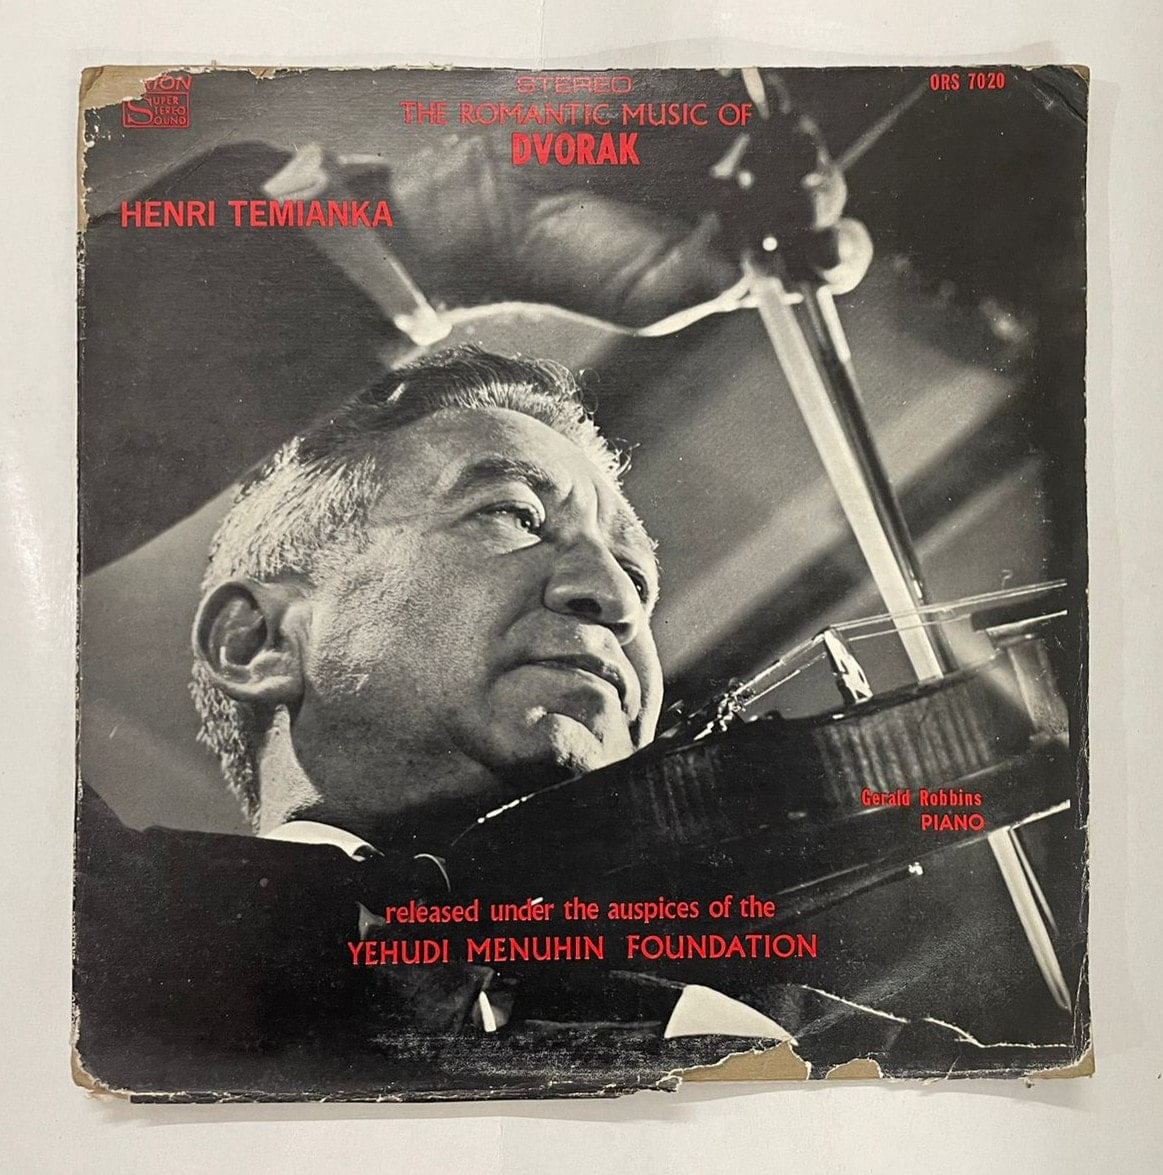 STEREO
ORS 7020
SUPER
STEREO
SOUND
THE ROMANTIC MUSIC OF
DVORAK
HENRI TEMIANKA
Gerald Robbins
PIANO
released under the auspices of the
YEHUDI MENUHIN FOUNDATION